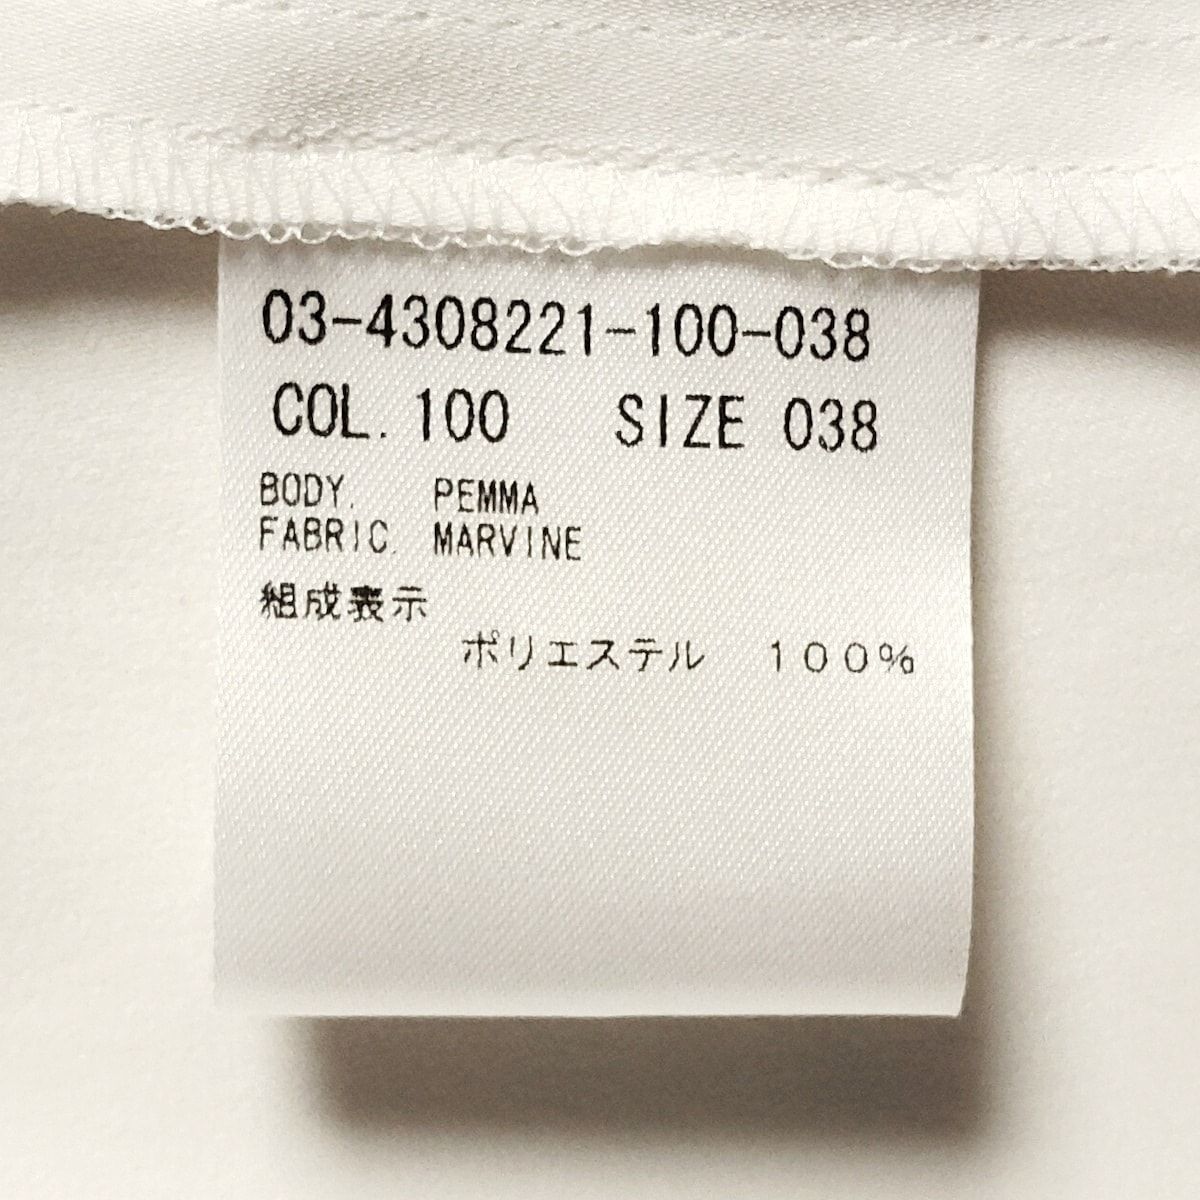 03-4308221-100-038
COL. 100 SIZE 038
BODY. PEMMA
FABRIC. MARVINE
組成表示
ポリエステル １００％